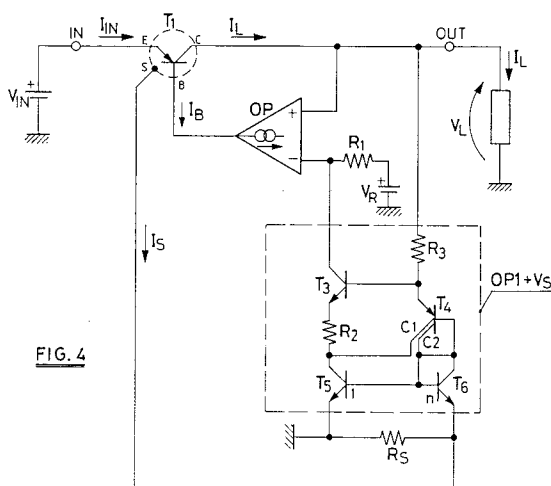 IN I_IN T1 I_L OUT
E C
S B
V_IN + I_B OP + − I_L V_L
R1
+ V_R
I_S
R3
OP1+V_S
T3 T4
R2 C1 C2
FIG. 4
T5 1 n T6
R_S